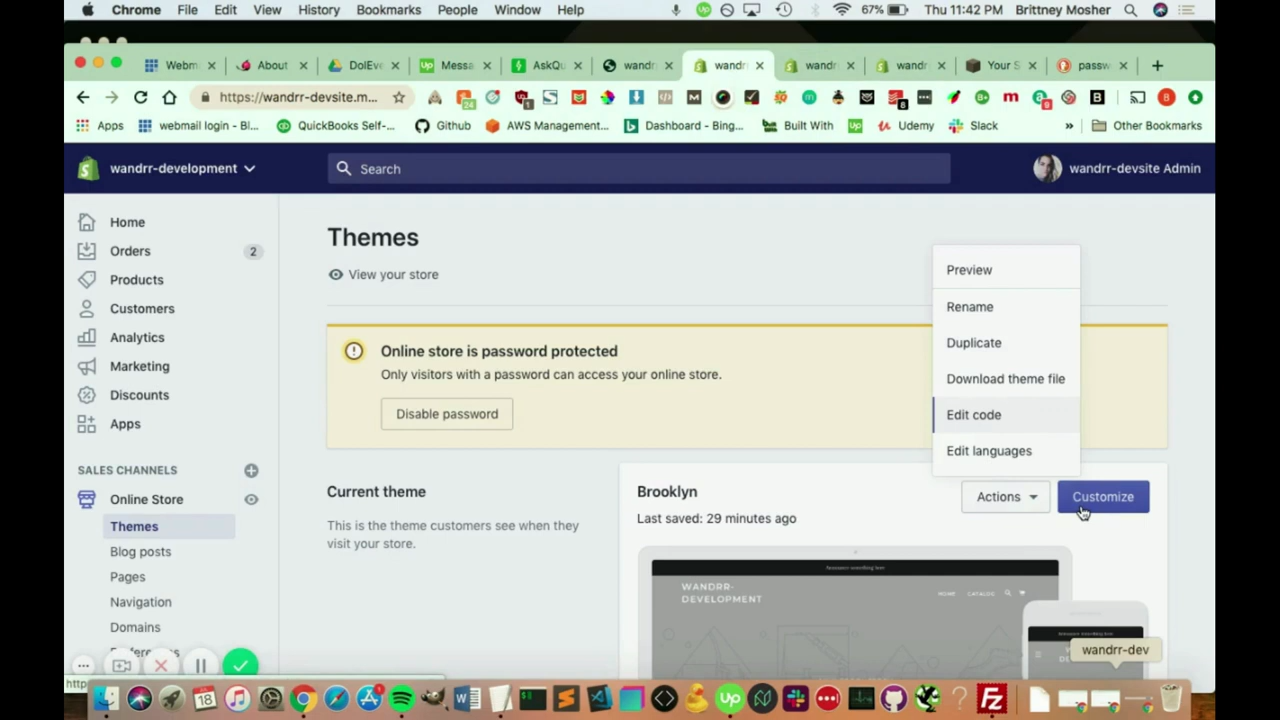 Chrome File Edit View History Bookmarks People Window Help 67% Thu 11:42 PM Brittney Mosher
Webm About DolEve Messa AskQu wandr wandr wandr wandr Your S passw
https://wandrr-devsite.m...
Apps webmail login - Bl... QuickBooks Self-... Github AWS Management... Dashboard - Bing... Built With Udemy Slack » Other Bookmarks
wandrr-development Search wandrr-devsite Admin
Home
Orders 2
Products
Customers
Analytics
Marketing
Discounts
Apps
SALES CHANNELS
Online Store
Themes
Blog posts
Pages
Navigation
Domains
Themes
View your store
Online store is password protected
Only visitors with a password can access your online store.
Disable password
Preview
Rename
Duplicate
Download theme file
Edit code
Edit languages
Current theme
This is the theme customers see when they
visit your store.
Brooklyn
Last saved: 29 minutes ago
Actions Customize
WANDRR-
DEVELOPMENT
HOME CATALOG
wandrr-dev